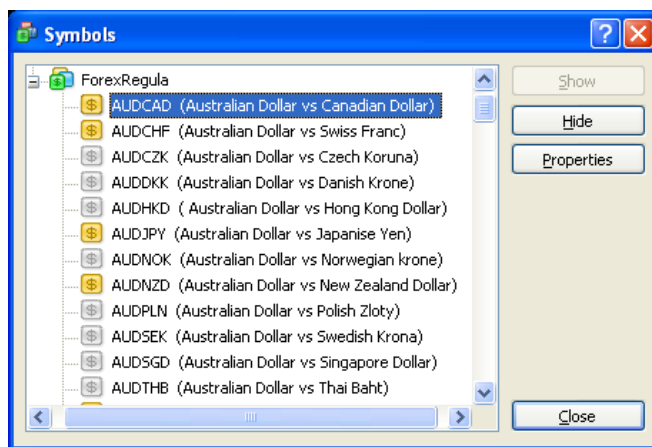 Symbols
ForexRegula
AUDCAD (Australian Dollar vs Canadian Dollar)
AUDCHF (Australian Dollar vs Swiss Franc)
AUDCZK (Australian Dollar vs Czech Koruna)
AUDDKK (Australian Dollar vs Danish Krone)
AUDHKD ( Australian Dollar vs Hong Kong Dollar)
AUDJPY (Australian Dollar vs Japanise Yen)
AUDNOK (Australian Dollar vs Norwegian krone)
AUDNZD (Australian Dollar vs New Zealand Dollar)
AUDPLN (Australian Dollar vs Polish Zloty)
AUDSEK (Australian Dollar vs Swedish Krona)
AUDSGD (Australian Dollar vs Singapore Dollar)
AUDTHB (Australian Dollar vs Thai Baht)
Show
Hide
Properties
Close